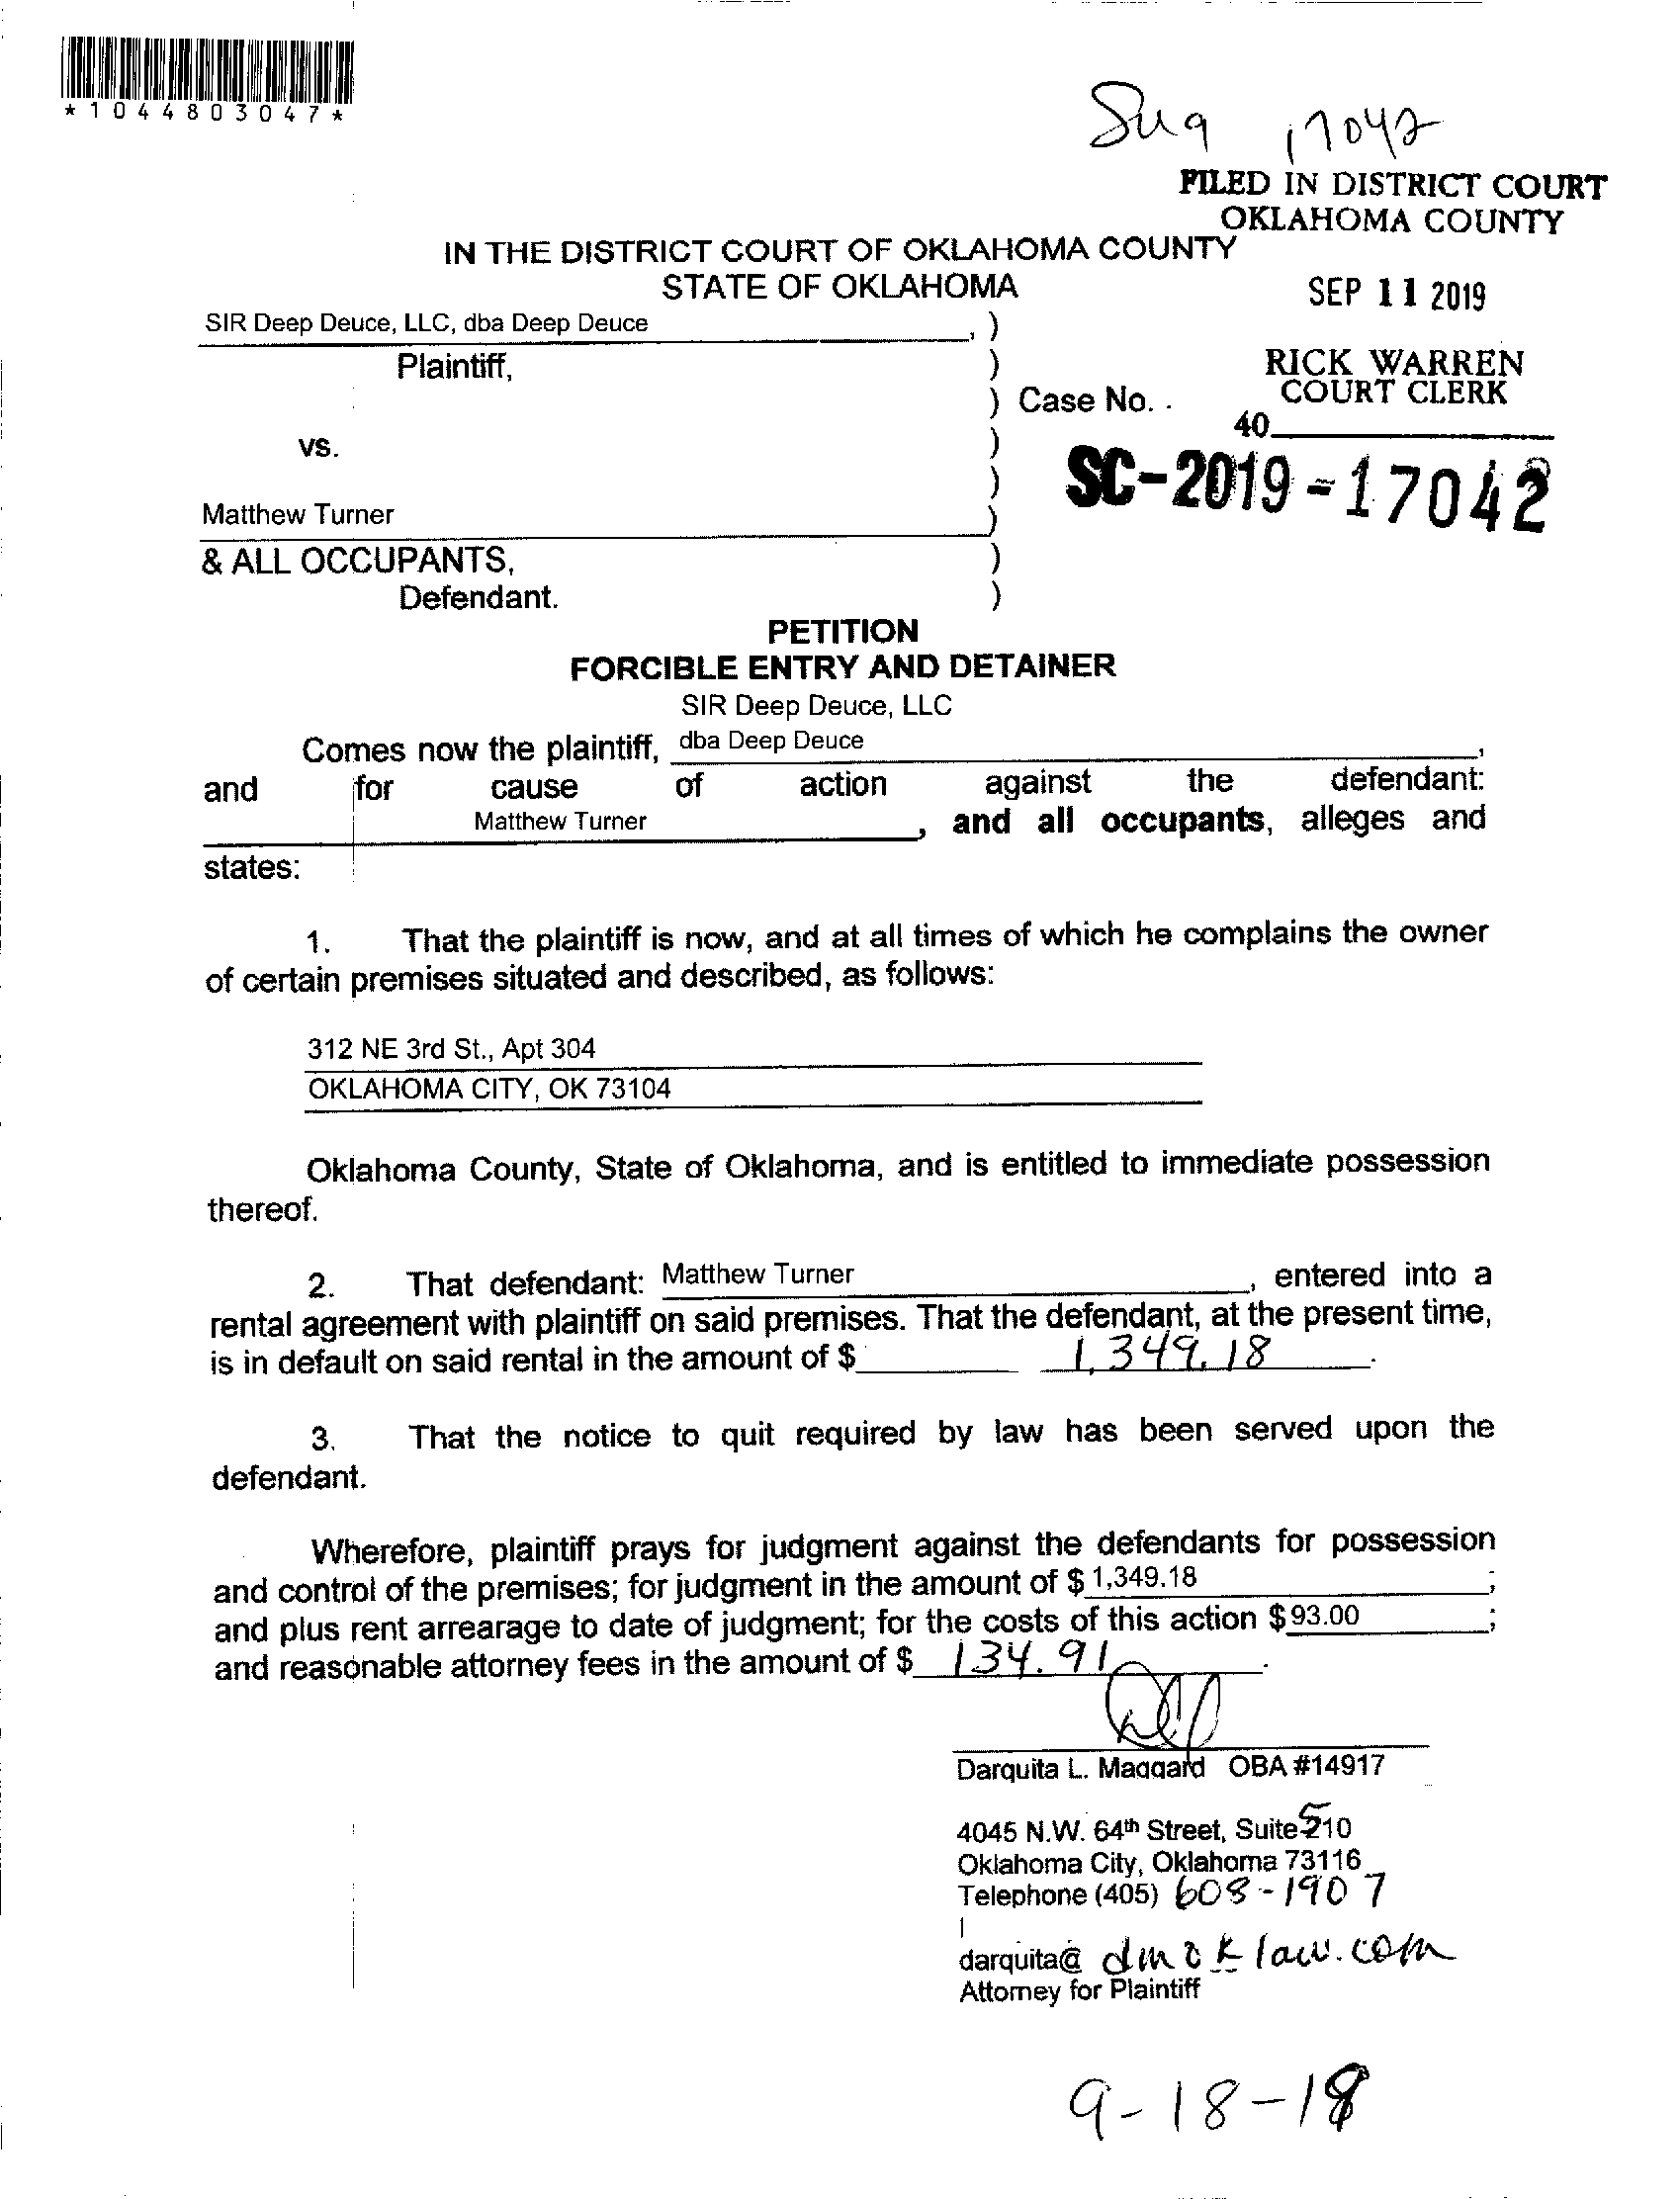 *1044803047*
17042
FILED IN DISTRICT COURT
OKLAHOMA COUNTY
IN THE DISTRICT COURT OF OKLAHOMA COUNTY
STATE OF OKLAHOMA
SEP 11 2019
SIR Deep Deuce, LLC, dba Deep Deuce , )
Plaintiff, )
RICK WARREN
COURT CLERK
) Case No. .
40
vs. )
SC-2019-17042
)
Matthew Turner )
& ALL OCCUPANTS, )
Defendant. )
PETITION
FORCIBLE ENTRY AND DETAINER
SIR Deep Deuce, LLC
Comes now the plaintiff, dba Deep Deuce ,
and for cause of action against the defendant:
Matthew Turner , and all occupants, alleges and
states:
1. That the plaintiff is now, and at all times of which he complains the owner
of certain premises situated and described, as follows:
312 NE 3rd St., Apt 304
OKLAHOMA CITY, OK 73104
Oklahoma County, State of Oklahoma, and is entitled to immediate possession
thereof.
2. That defendant: Matthew Turner , entered into a
rental agreement with plaintiff on said premises. That the defendant, at the present time,
is in default on said rental in the amount of $ 1,349.18 .
3. That the notice to quit required by law has been served upon the
defendant.
Wherefore, plaintiff prays for judgment against the defendants for possession
and control of the premises; for judgment in the amount of $ 1,349.18 ;
and plus rent arrearage to date of judgment; for the costs of this action $ 93.00 ;
and reasonable attorney fees in the amount of $ 134.91 .
Darquita L. Maggard OBA #14917
4045 N.W. 64th Street, Suite 510
Oklahoma City, Oklahoma 73116
Telephone (405) 608-1907
darquita@ dmoklaw.com
Attorney for Plaintiff
9-18-19